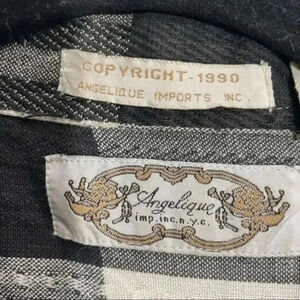 COPYRIGHT-1990
ANGELIQUE IMPORTS INC.
Angelique
imp.inc.n.y.c.